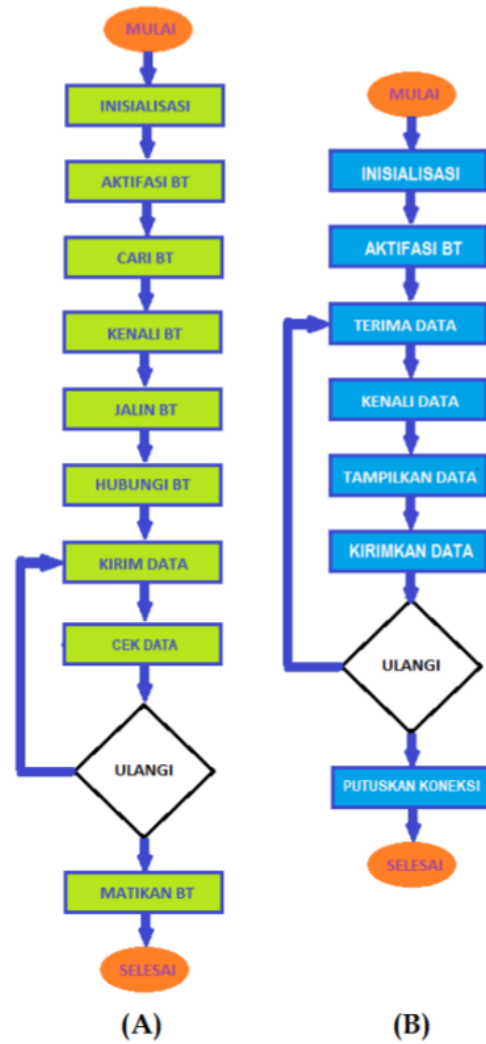 MULAI
INISIALISASI
AKTIFASI BT
CARI BT
KENALI BT
JALIN BT
HUBUNGI BT
KIRIM DATA
CEK DATA
ULANGI
MATIKAN BT
SELESAI
(A)
MULAI
INISIALISASI
AKTIFASI BT
TERIMA DATA
KENALI DATA
TAMPILKAN DATA
KIRIMKAN DATA
ULANGI
PUTUSKAN KONEKSI
SELESAI
(B)